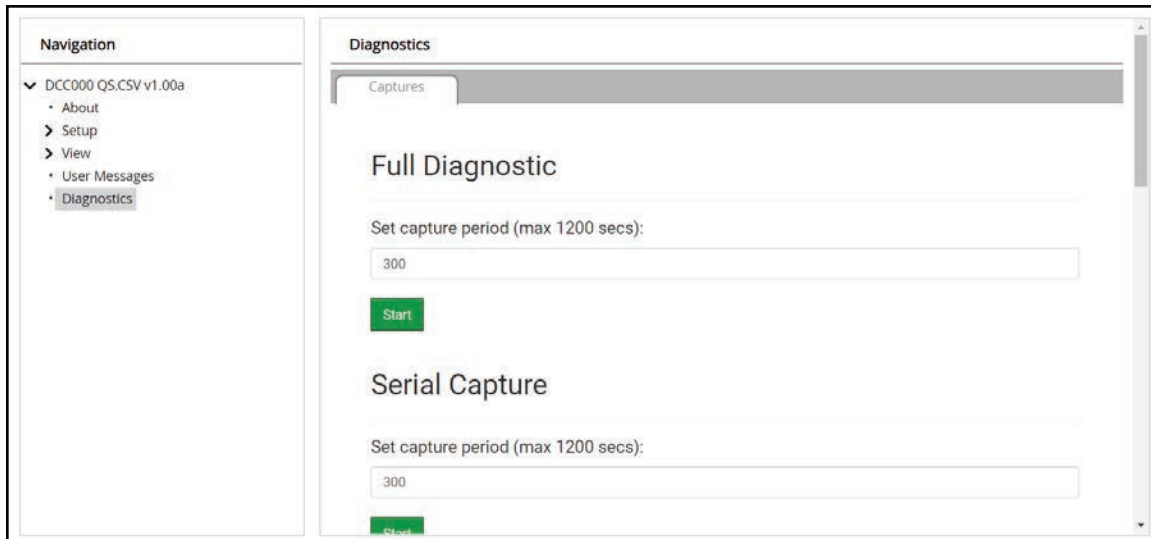 Navigation
DCC000 QS.CSV v1.00a
About
Setup
View
User Messages
Diagnostics
Diagnostics
Captures
Full Diagnostic
Set capture period (max 1200 secs):
300
Start
Serial Capture
Set capture period (max 1200 secs):
300
Start